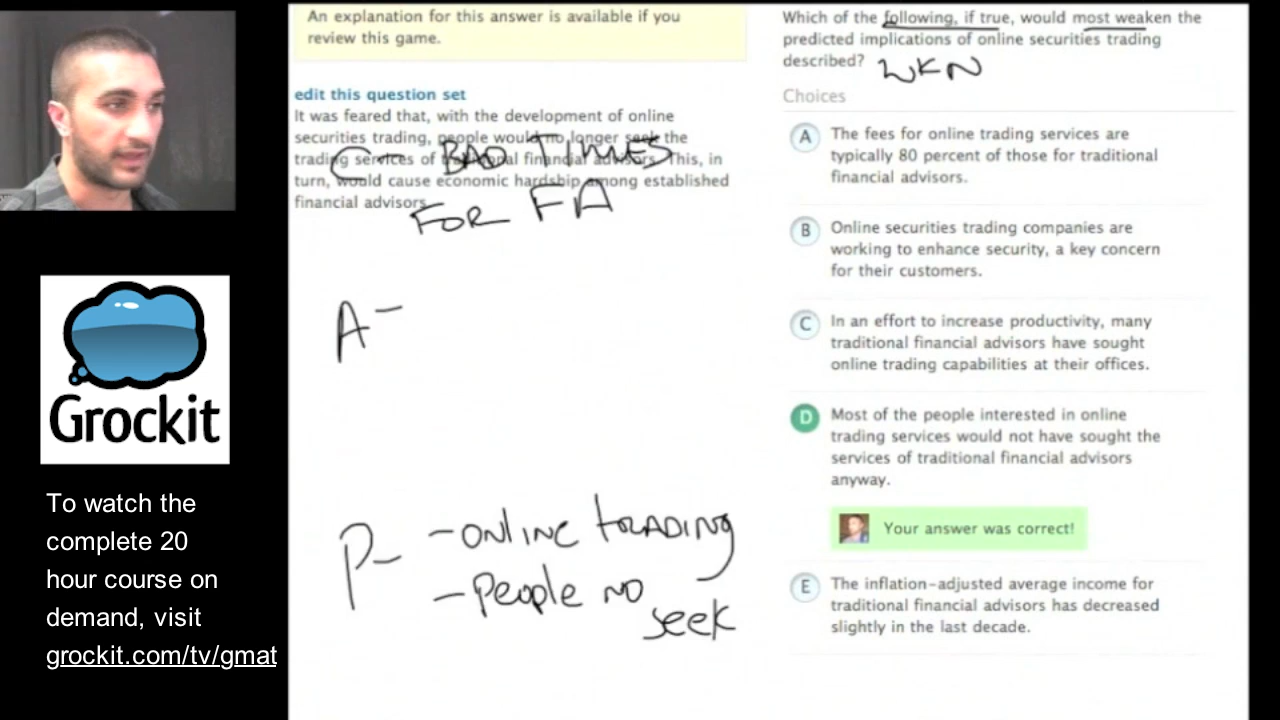 An explanation for this answer is available if you
review this game.
edit this question set
It was feared that, with the development of online
securities trading, people would no longer seek the
trading services of traditional financial advisors. This, in
turn, would cause economic hardship among established
financial advisors.
C - BAD TIMES
FOR FA
A -
P - - ONLINE TRADING
- People no
seek
Which of the following, if true, would most weaken the
predicted implications of online securities trading
described?
WKN
Choices
A
The fees for online trading services are
typically 80 percent of those for traditional
financial advisors.
B
Online securities trading companies are
working to enhance security, a key concern
for their customers.
C
In an effort to increase productivity, many
traditional financial advisors have sought
online trading capabilities at their offices.
D
Most of the people interested in online
trading services would not have sought the
services of traditional financial advisors
anyway.
Your answer was correct!
E
The inflation-adjusted average income for
traditional financial advisors has decreased
slightly in the last decade.
Grockit
To watch the
complete 20
hour course on
demand, visit
grockit.com/tv/gmat